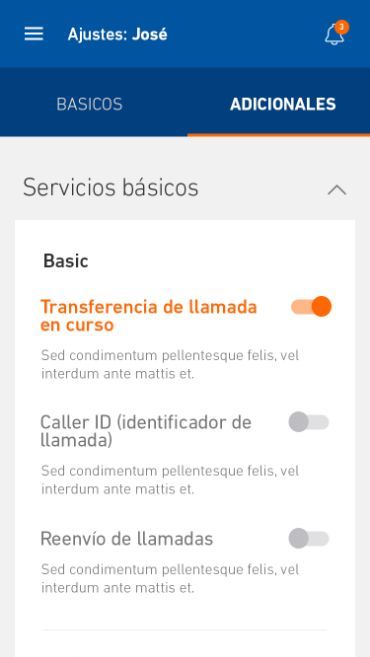 Ajustes: José
3
BASICOS
ADICIONALES
Servicios básicos
Basic
Transferencia de llamada
en curso
Sed condimentum pellentesque felis, vel
interdum ante mattis et.
Caller ID (identificador de
llamada)
Sed condimentum pellentesque felis, vel
interdum ante mattis et.
Reenvío de llamadas
Sed condimentum pellentesque felis, vel
interdum ante mattis et.